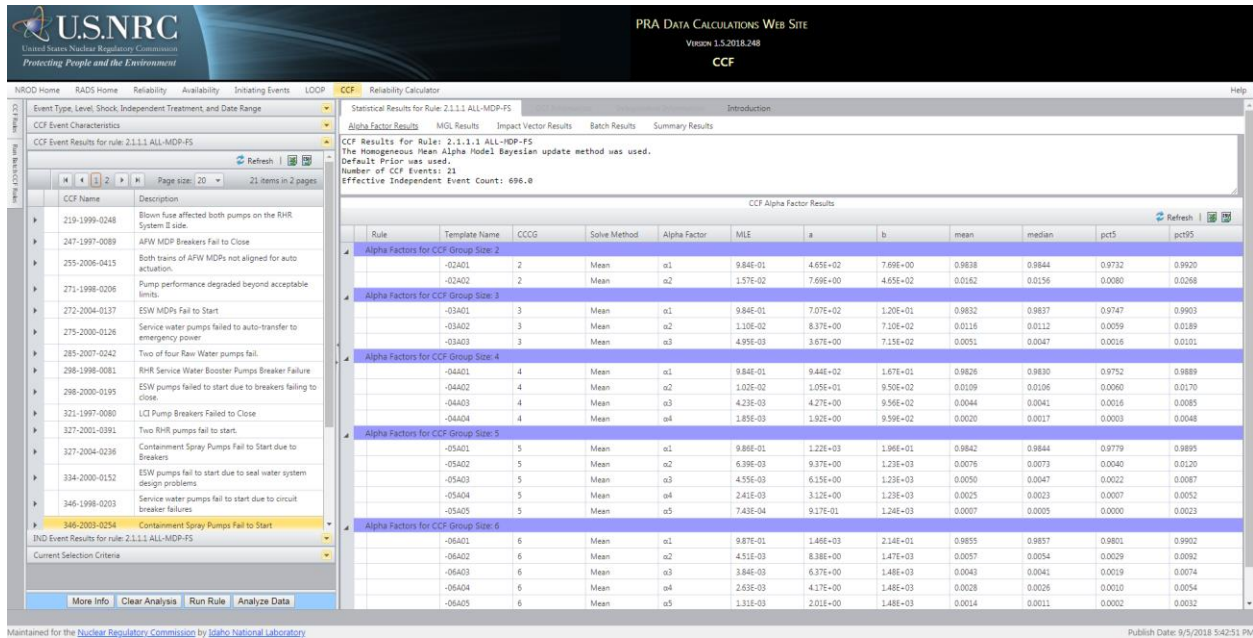 U.S.NRC
United States Nuclear Regulatory Commission
Protecting People and the Environment
PRA DATA CALCULATIONS WEB SITE
VERSION 1.5.2018.248
CCF
NROD Home RADS Home Reliability Availability Initiating Events LOOP CCF Reliability Calculator Help
CCF Rules
Run Batch CCF Rules
Event Type, Level, Shock, Independent Treatment, and Date Range
CCF Event Characteristics
CCF Event Results for rule: 2.1.1.1 ALL-MDP-FS
Refresh
1 2 Page size: 20 21 items in 2 pages
CCF Name Description
219-1999-0248 Blown fuse affected both pumps on the RHR
System II side.
247-1997-0089 AFW MDP Breakers Fail to Close
255-2006-0415 Both trains of AFW MDPs not aligned for auto
actuation.
271-1998-0206 Pump performance degraded beyond acceptable
limits.
272-2004-0137 ESW MDPs Fail to Start
275-2000-0126 Service water pumps failed to auto-transfer to
emergency power
285-2007-0242 Two of four Raw Water pumps fail.
298-1998-0081 RHR Service Water Booster Pumps Breaker Failure
298-2000-0195 ESW pumps failed to start due to breakers failing to
close.
321-1997-0080 LCI Pump Breakers Failed to Close
327-2001-0391 Two RHR pumps fail to start.
327-2004-0236 Containment Spray Pumps Fail to Start due to
Breakers
334-2000-0152 ESW pumps fail to start due to seal water system
design problems
346-1998-0203 Service water pumps fail to start due to circuit
breaker failures
346-2003-0254 Containment Spray Pumps Fail to Start
IND Event Results for rule: 2.1.1.1 ALL-MDP-FS
Current Selection Criteria
More Info Clear Analysis Run Rule Analyze Data
Statistical Results for Rule: 2.1.1.1 ALL-MDP-FS Introduction
Alpha Factor Results MGL Results Impact Vector Results Batch Results Summary Results
CCF Results for Rule: 2.1.1.1 ALL-MDP-FS
The Homogeneous Mean Alpha Model Bayesian update method was used.
Default Prior was used.
Number of CCF Events: 21
Effective Independent Event Count: 696.0
CCF Alpha Factor Results
Refresh
Rule Template Name CCCG Solve Method Alpha Factor MLE a b mean median pct5 pct95
Alpha Factors for CCF Group Size: 2
-02A01 2 Mean α1 9.84E-01 4.65E+02 7.69E+00 0.9838 0.9844 0.9732 0.9920
-02A02 2 Mean α2 1.57E-02 7.69E+00 4.65E+02 0.0162 0.0156 0.0080 0.0268
Alpha Factors for CCF Group Size: 3
-03A01 3 Mean α1 9.84E-01 7.07E+02 1.20E+01 0.9832 0.9837 0.9747 0.9903
-03A02 3 Mean α2 1.10E-02 8.37E+00 7.10E+02 0.0116 0.0112 0.0059 0.0189
-03A03 3 Mean α3 4.95E-03 3.67E+00 7.15E+02 0.0051 0.0047 0.0016 0.0101
Alpha Factors for CCF Group Size: 4
-04A01 4 Mean α1 9.84E-01 9.44E+02 1.67E+01 0.9826 0.9830 0.9752 0.9889
-04A02 4 Mean α2 1.02E-02 1.05E+01 9.50E+02 0.0109 0.0106 0.0060 0.0170
-04A03 4 Mean α3 4.23E-03 4.27E+00 9.56E+02 0.0044 0.0041 0.0016 0.0085
-04A04 4 Mean α4 1.85E-03 1.92E+00 9.59E+02 0.0020 0.0017 0.0003 0.0048
Alpha Factors for CCF Group Size: 5
-05A01 5 Mean α1 9.86E-01 1.22E+03 1.96E+01 0.9842 0.9844 0.9779 0.9895
-05A02 5 Mean α2 6.39E-03 9.37E+00 1.23E+03 0.0076 0.0073 0.0040 0.0120
-05A03 5 Mean α3 4.55E-03 6.15E+00 1.23E+03 0.0050 0.0047 0.0022 0.0087
-05A04 5 Mean α4 2.41E-03 3.12E+00 1.23E+03 0.0025 0.0023 0.0007 0.0052
-05A05 5 Mean α5 7.43E-04 9.17E-01 1.24E+03 0.0007 0.0005 0.0000 0.0023
Alpha Factors for CCF Group Size: 6
-06A01 6 Mean α1 9.87E-01 1.46E+03 2.14E+01 0.9855 0.9857 0.9801 0.9902
-06A02 6 Mean α2 4.51E-03 8.38E+00 1.47E+03 0.0057 0.0054 0.0029 0.0092
-06A03 6 Mean α3 3.84E-03 6.37E+00 1.48E+03 0.0043 0.0041 0.0019 0.0074
-06A04 6 Mean α4 2.63E-03 4.17E+00 1.48E+03 0.0028 0.0026 0.0010 0.0054
-06A05 6 Mean α5 1.31E-03 2.01E+00 1.48E+03 0.0014 0.0011 0.0002 0.0032
Maintained for the Nuclear Regulatory Commission by Idaho National Laboratory Publish Date: 9/5/2018 5:42:51 PM